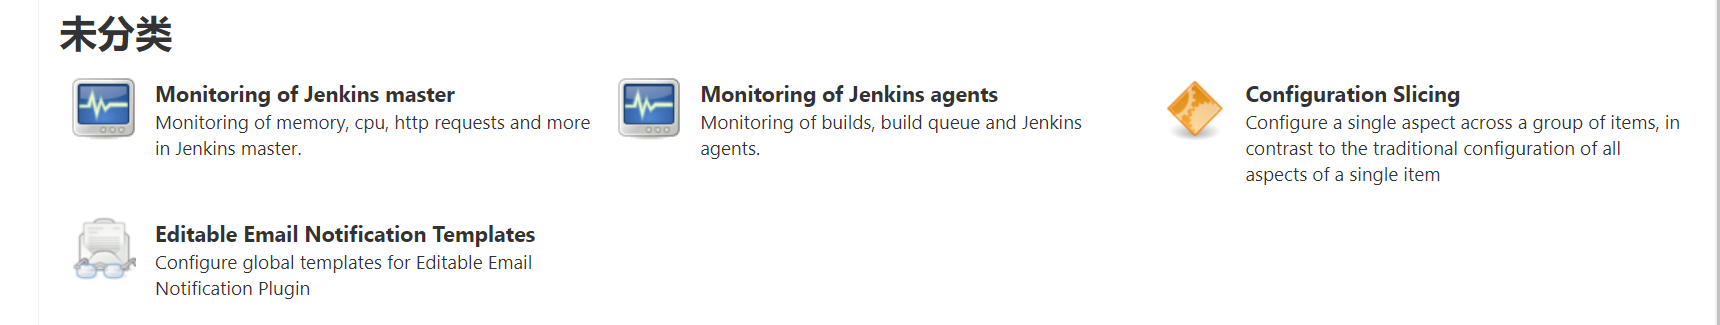 未分类
Monitoring of Jenkins master
Monitoring of memory, cpu, http requests and more
in Jenkins master.
Monitoring of Jenkins agents
Monitoring of builds, build queue and Jenkins
agents.
Configuration Slicing
Configure a single aspect across a group of items, in
contrast to the traditional configuration of all
aspects of a single item
Editable Email Notification Templates
Configure global templates for Editable Email
Notification Plugin